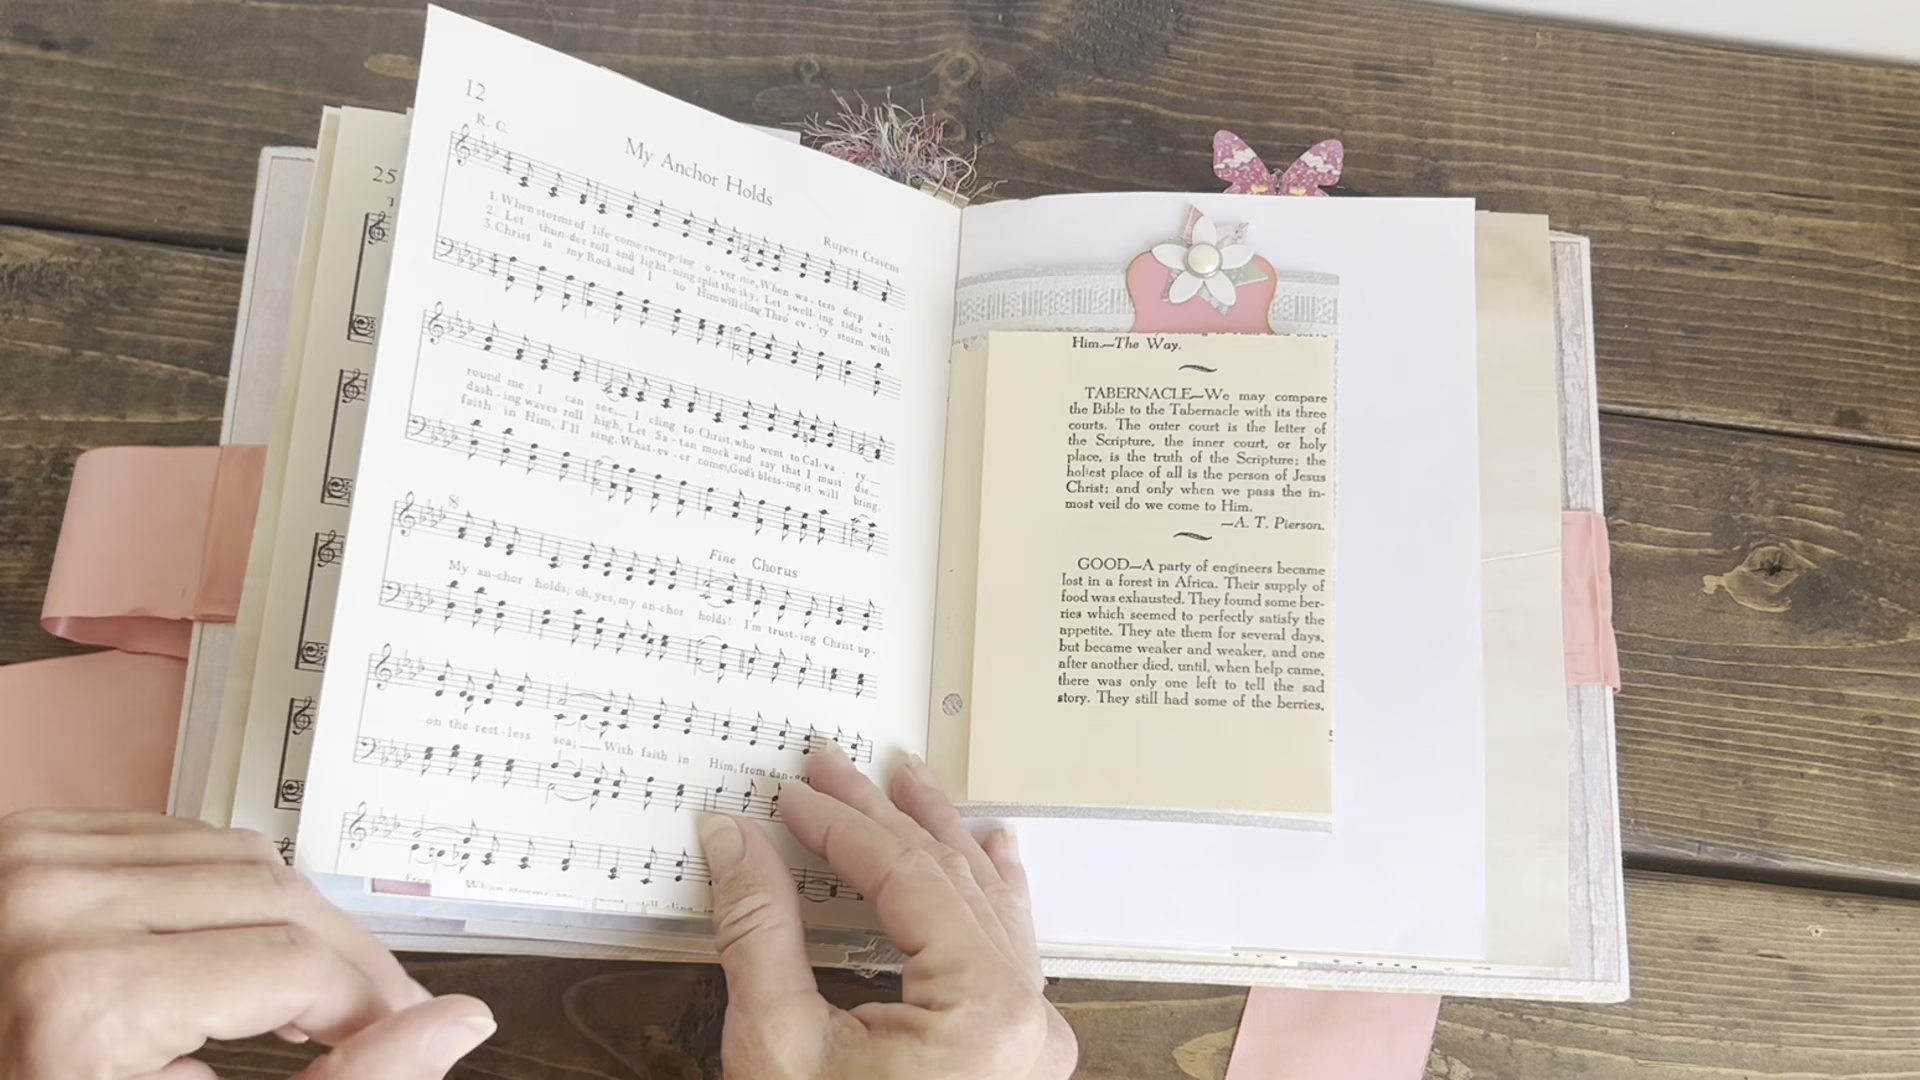 25
12
R. C.
My Anchor Holds
Rupert Cravens
1. When storms of life come sweep-ing o-ver me, When wa-ters deep a-
2. Let thun-der roll and light-ning split the sky; Let swell-ing tides with
3. Christ is my Rock, and I to Him will cling Thro' ev-'ry storm with
round me I can see, I cling to Christ, who went to Cal-va-ry.
dash-ing waves roll high; Let Sa-tan mock and say that I must die
faith in Him, I'll sing. What-ev-er comes, God's bless-ing it will bring.
Fine Chorus
My an-chor holds; oh, yes, my an-chor holds! I'm trust-ing Christ up-
on the rest-less sea; With faith in Him, from dan-ger
free When storms
still cling
Him.—The Way.
TABERNACLE—We may compare
the Bible to the Tabernacle with its three
courts. The outer court is the letter of
the Scripture, the inner court, or holy
place, is the truth of the Scripture; the
holiest place of all is the person of Jesus
Christ; and only when we pass the in-
most veil do we come to Him.
—A. T. Pierson.
GOOD—A party of engineers became
lost in a forest in Africa. Their supply of
food was exhausted. They found some ber-
ries which seemed to perfectly satisfy the
appetite. They ate them for several days,
but became weaker and weaker, and one
after another died, until, when help came,
there was only one left to tell the sad
story. They still had some of the berries,